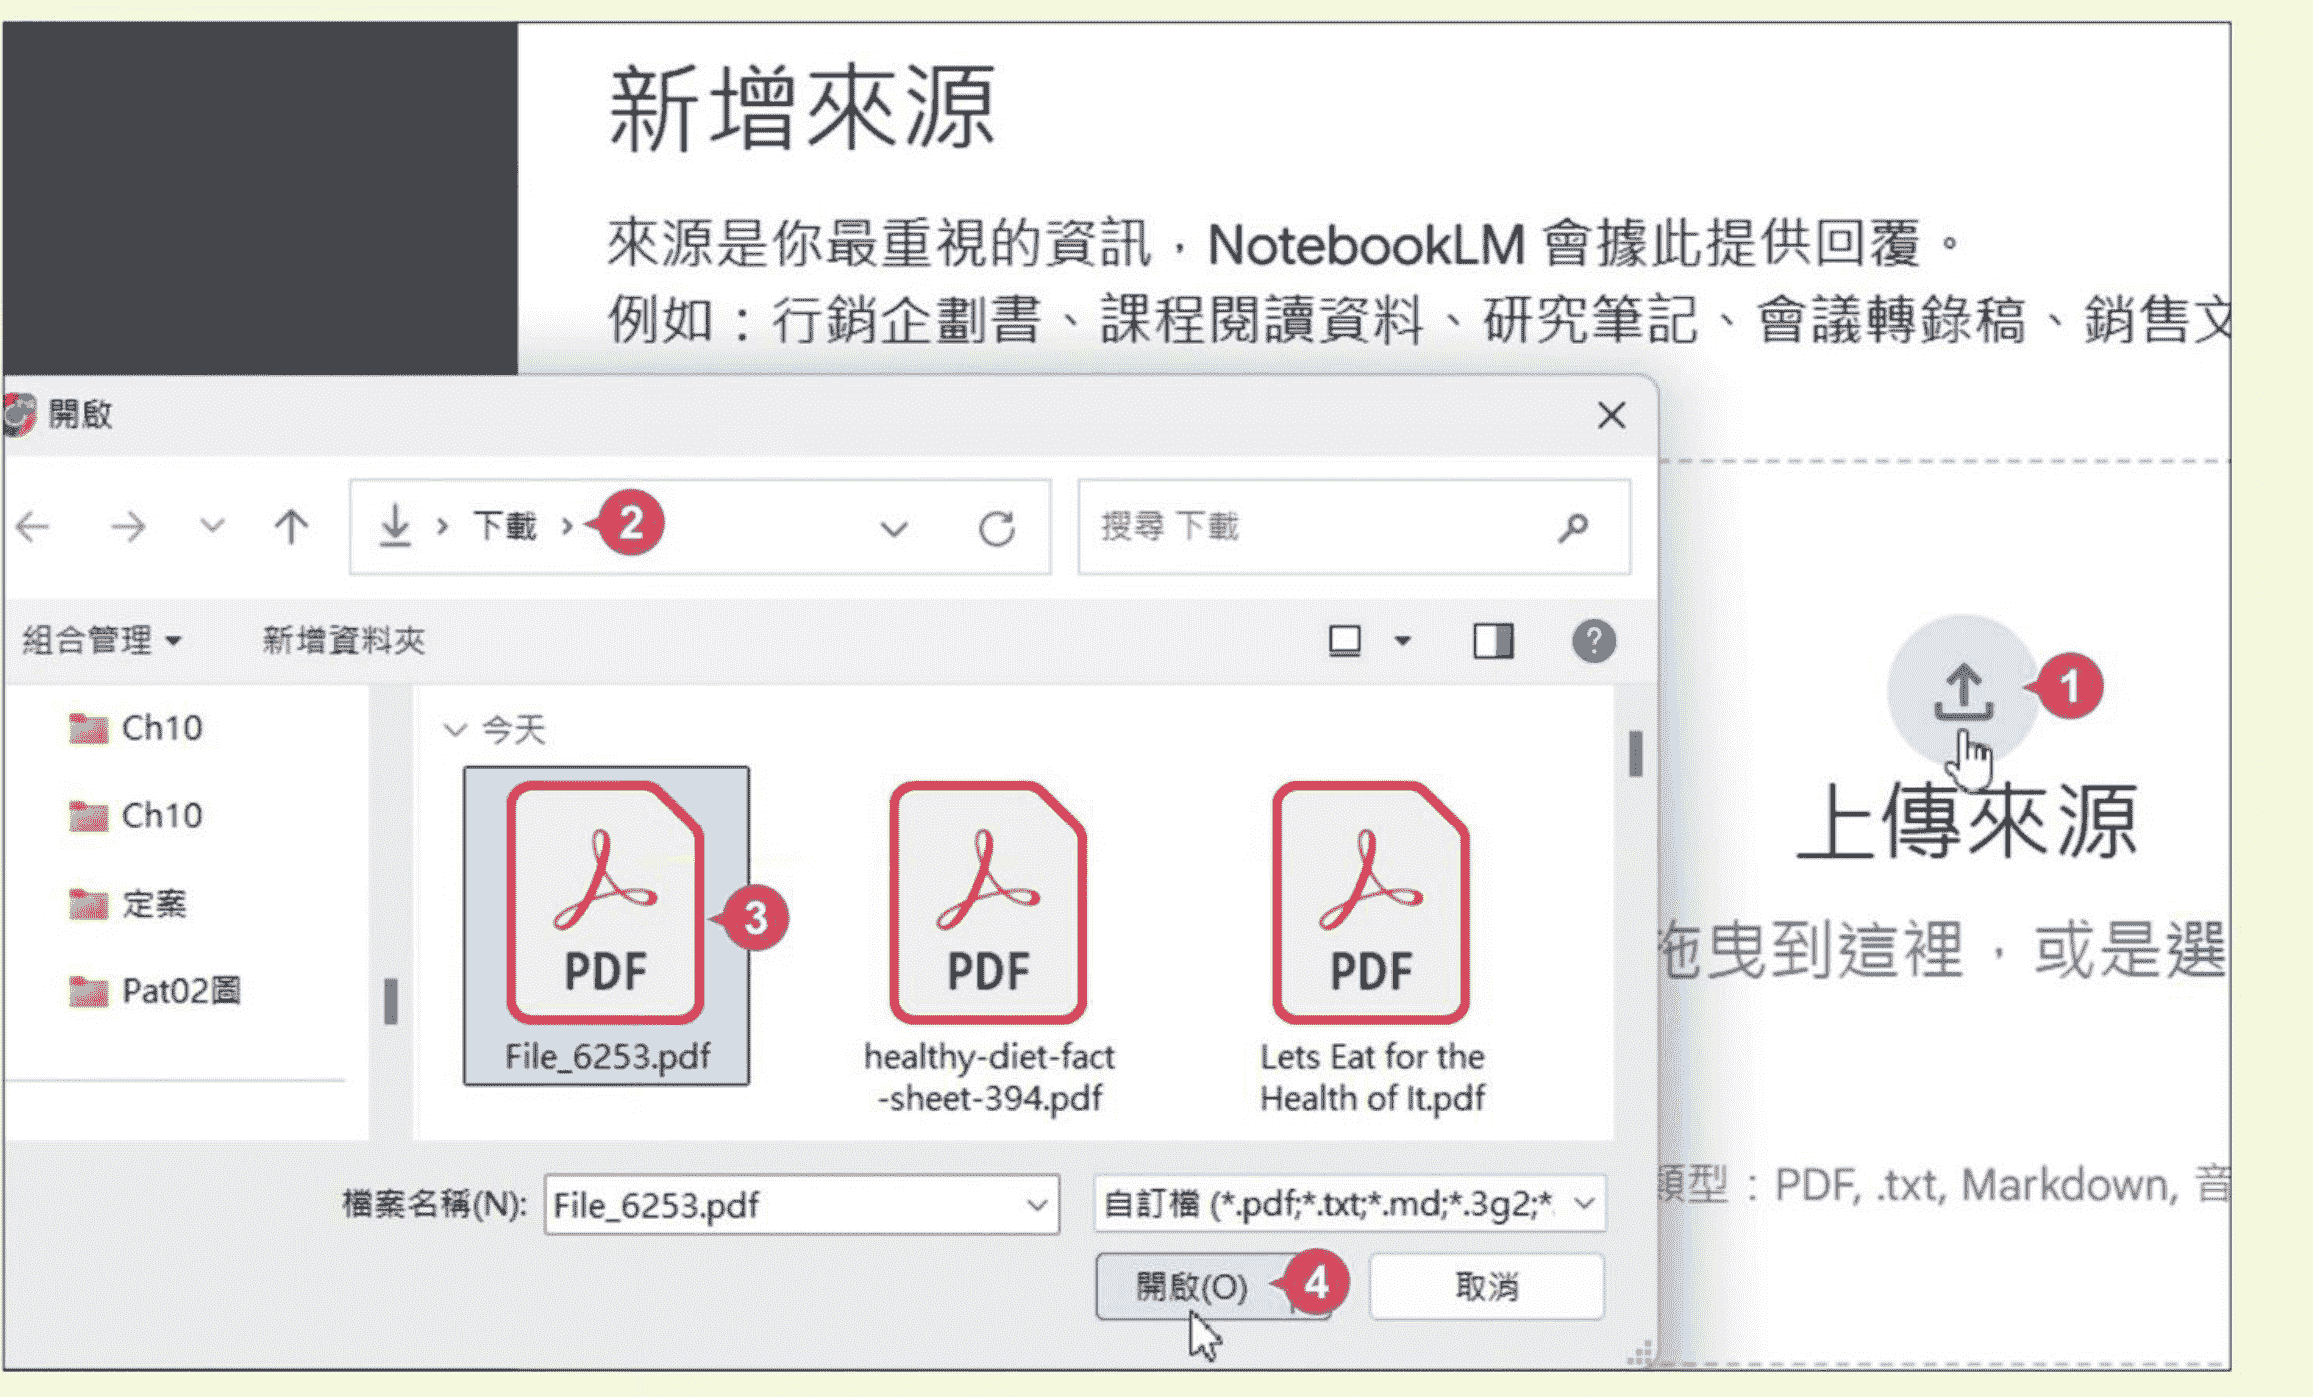 新增來源
來源是你最重視的資訊，NotebookLM 會據此提供回覆。
例如：行銷企劃書、課程閱讀資料、研究筆記、會議轉錄稿、銷售文
開啟
下載
2
搜尋 下載
組合管理
新增資料夾
?
1
上傳來源
拖曳到這裡，或是選
Ch10
Ch10
定案
Pat02圖
今天
PDF
3
PDF
PDF
File_6253.pdf
healthy-diet-fact
-sheet-394.pdf
Lets Eat for the
Health of It.pdf
類型：PDF, .txt, Markdown, 音
檔案名稱(N):
File_6253.pdf
自訂檔 (*.pdf;*.txt;*.md;*.3g2;*.
開啟(O)
4
取消